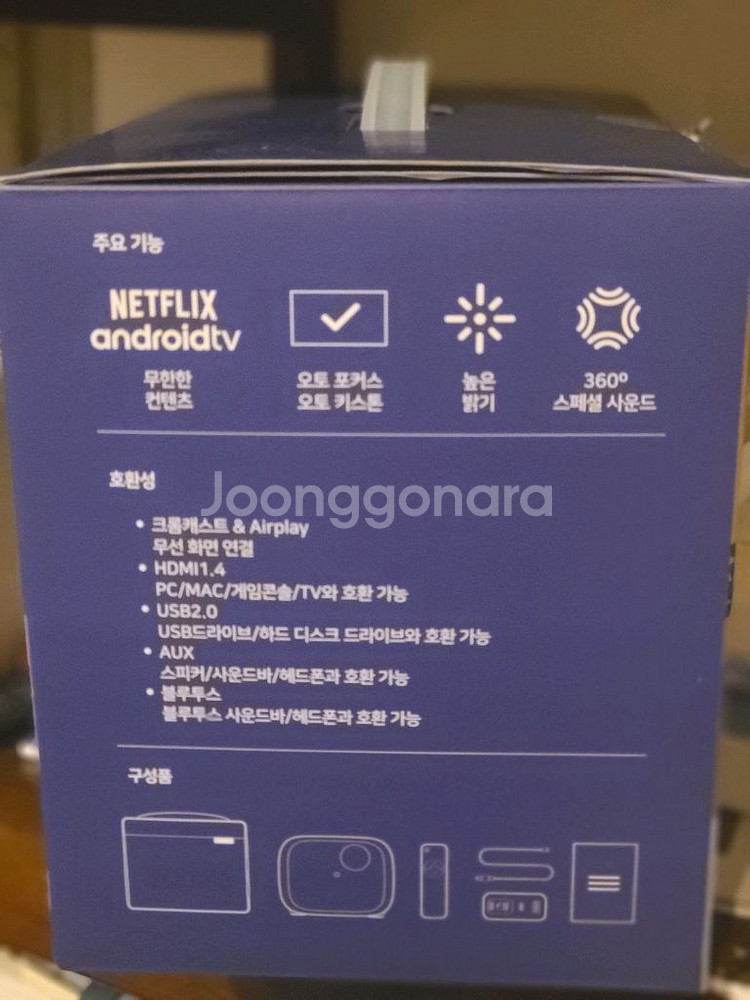 주요 기능
NETFLIX
androidtv
무한한
컨텐츠
오토 포커스
오토 키스톤
높은
밝기
360º
스페셜 사운드
호환성
Joonggonara
• 크롬캐스트 & Airplay
무선 화면 연결
• HDMI1.4
PC/MAC/게임콘솔/TV와 호환 가능
• USB2.0
USB드라이브/하드 디스크 드라이브와 호환 가능
• AUX
스피커/사운드바/헤드폰과 호환 가능
• 블루투스
블루투스 사운드바/헤드폰과 호환 가능
구성품